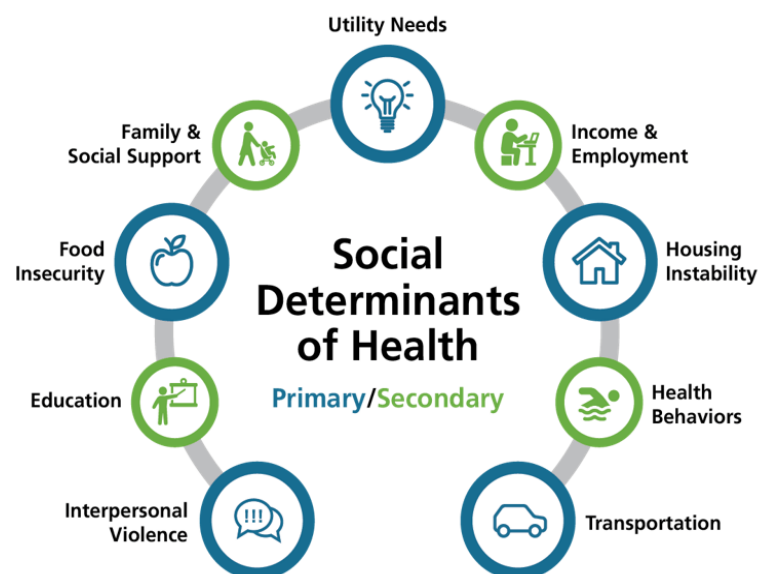 Utility Needs
Family &
Social Support
Income &
Employment
Food
Insecurity
Social
Determinants
of Health
Primary/Secondary
Housing
Instability
Education
Health
Behaviors
Interpersonal
Violence
!!!
Transportation